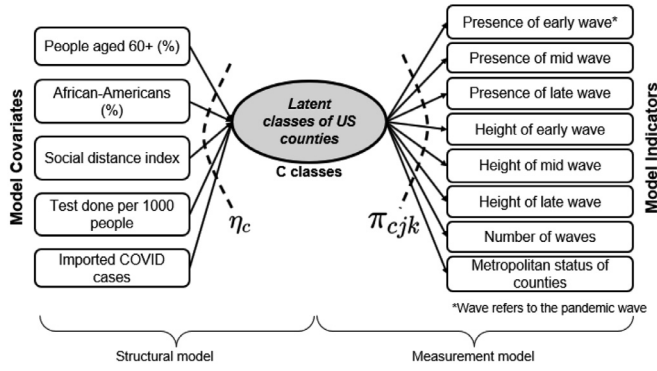 Model Covariates
People aged 60+ (%)
African-Americans
(%)
Social distance index
Test done per 1000
people
Imported COVID
cases
ηc
Latent
classes of US
counties
C classes
πcjk
Presence of early wave*
Presence of mid wave
Presence of late wave
Height of early wave
Height of mid wave
Height of late wave
Number of waves
Metropolitan status of
counties
Model Indicators
*Wave refers to the pandemic wave
Structural model
Measurement model